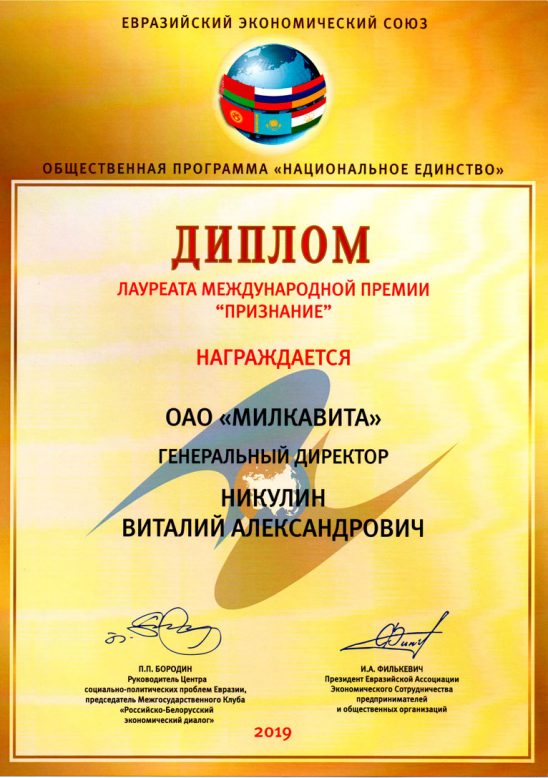 ЕВРАЗИЙСКИЙ ЭКОНОМИЧЕСКИЙ СОЮЗ
ОБЩЕСТВЕННАЯ ПРОГРАММА «НАЦИОНАЛЬНОЕ ЕДИНСТВО»
ДИПЛОМ
ЛАУРЕАТА МЕЖДУНАРОДНОЙ ПРЕМИИ
“ПРИЗНАНИЕ”
НАГРАЖДАЕТСЯ
ОАО «МИЛКАВИТА»
ГЕНЕРАЛЬНЫЙ ДИРЕКТОР
НИКУЛИН
ВИТАЛИЙ АЛЕКСАНДРОВИЧ
П.П. БОРОДИН
Руководитель Центра
социально-политических проблем Евразии,
председатель Межгосударственного Клуба
«Российско-Белорусский
экономический диалог»
И.А. ФИЛЬКЕВИЧ
Президент Евразийской Ассоциации
Экономического Сотрудничества
предпринимателей
и общественных организаций
2019